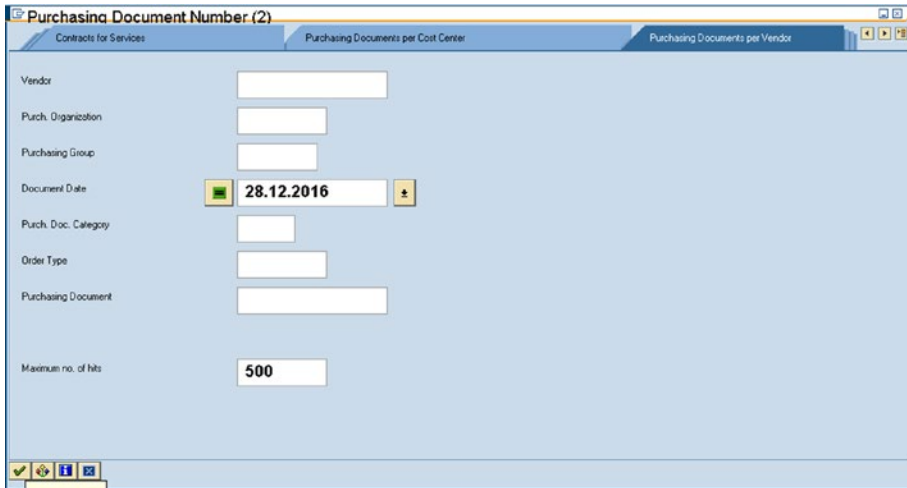 Purchasing Document Number (2)
Contracts for Services Purchasing Documents per Cost Center Purchasing Documents per Vendor
Vendor
Purch. Organization
Purchasing Group
Document Date 28.12.2016
Purch. Doc. Category
Order Type
Purchasing Document
Maximum no. of hits 500